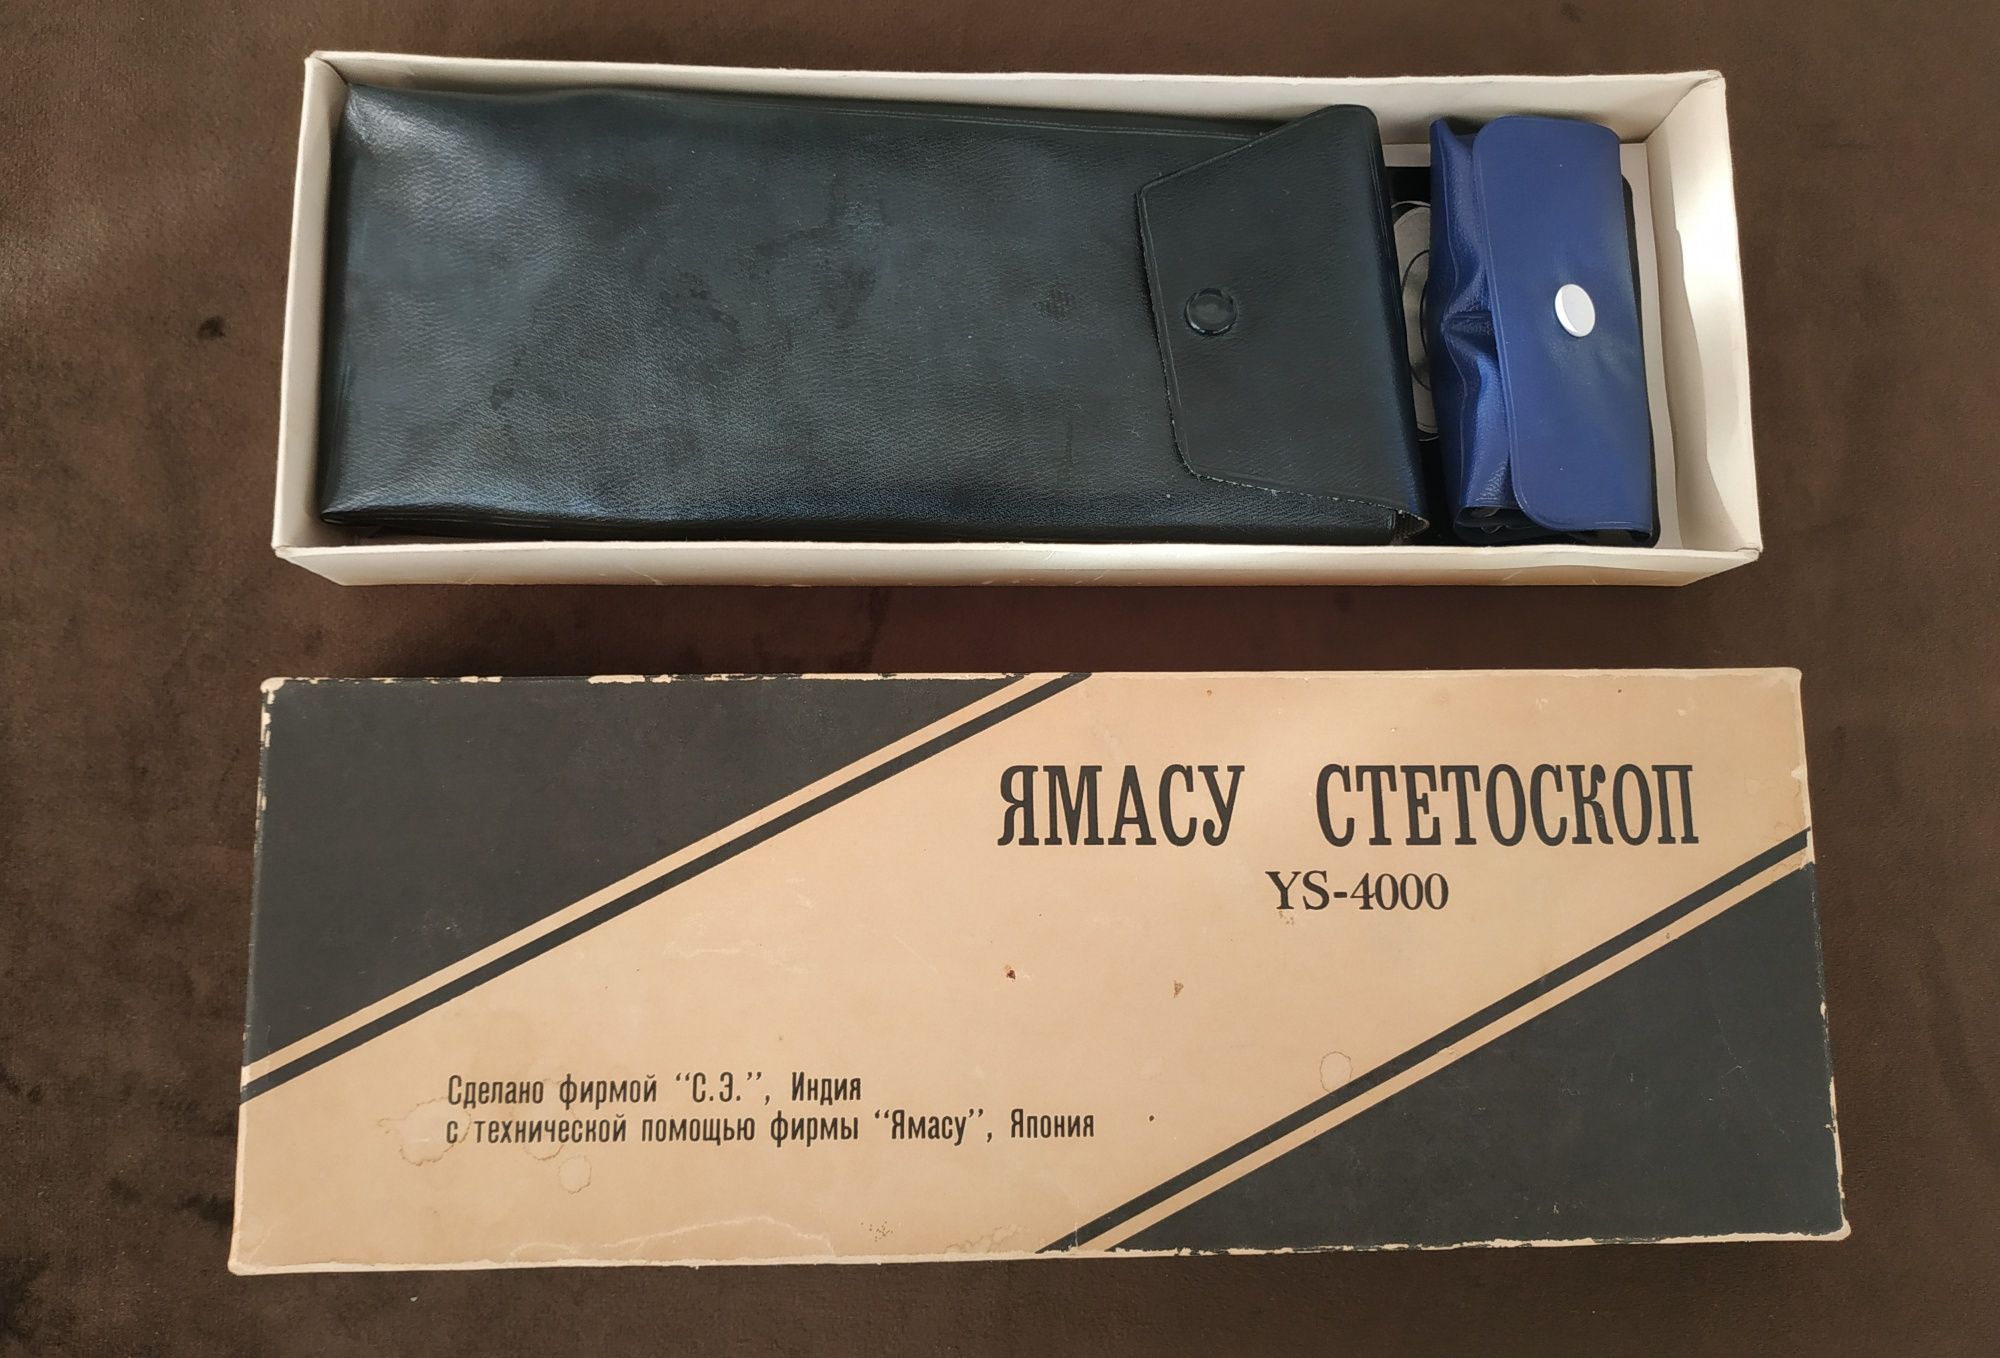 ЯМАСУ СТЕТОСКОП
YS-4000
Сделано фирмой “С.Э.”, Индия
с технической помощью фирмы “Ямасу”, Япония